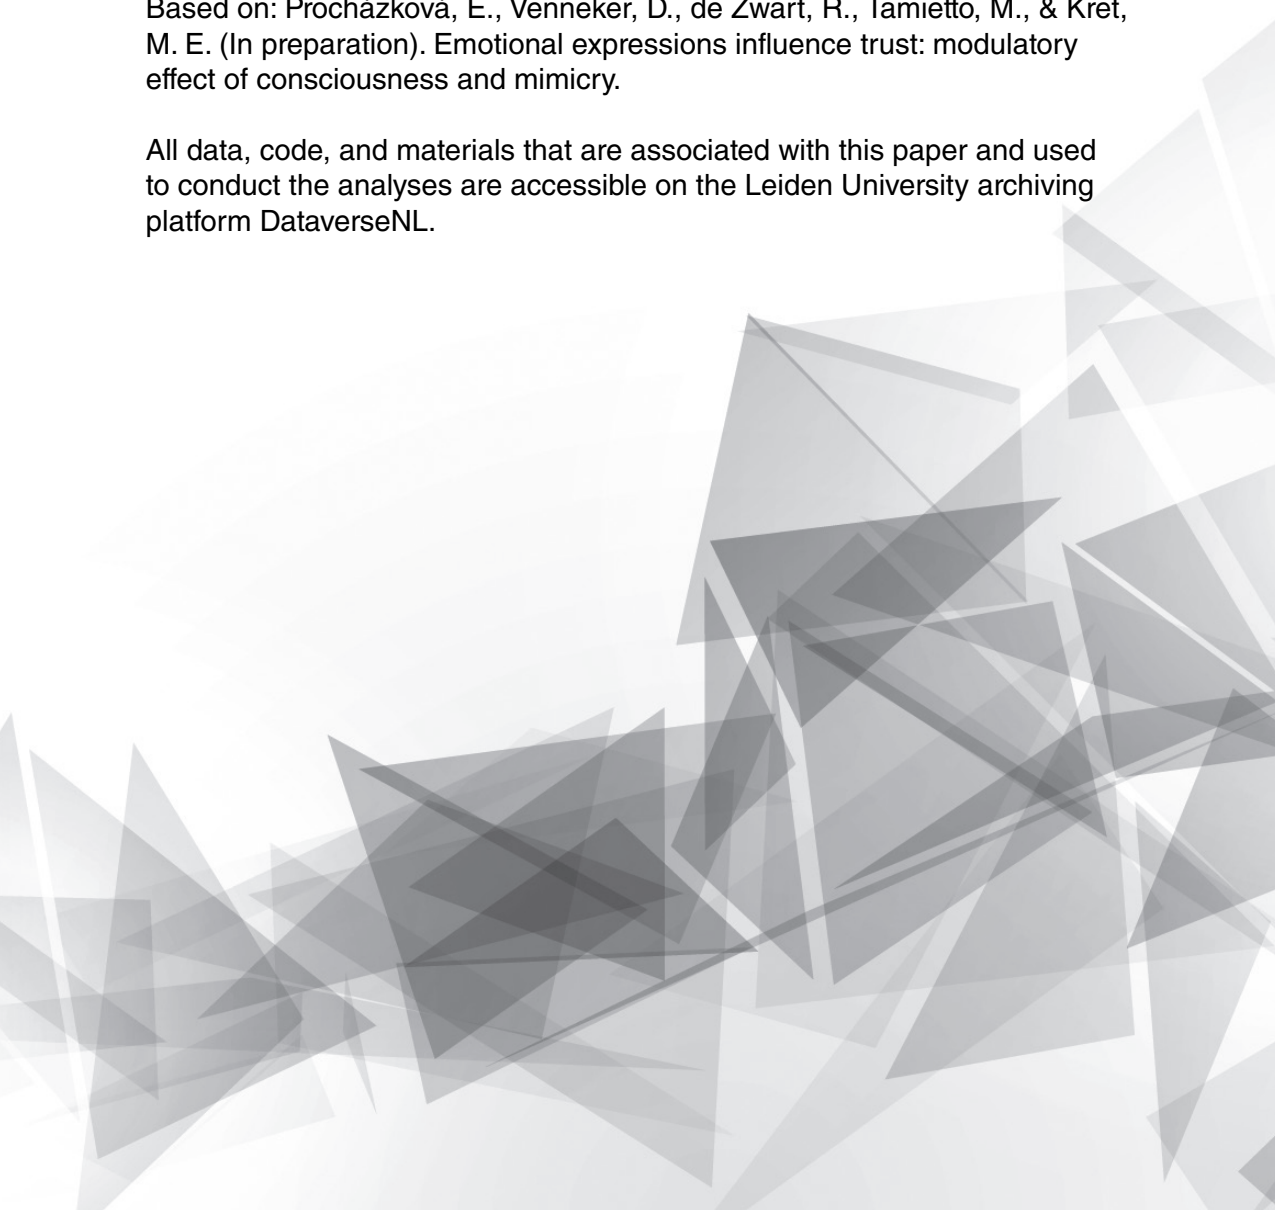 Based on: Procházková, E., Venneker, D., de Zwart, R., Tamietto, M., & Kret,
M. E. (In preparation). Emotional expressions influence trust: modulatory
effect of consciousness and mimicry.
All data, code, and materials that are associated with this paper and used
to conduct the analyses are accessible on the Leiden University archiving
platform DataverseNL.